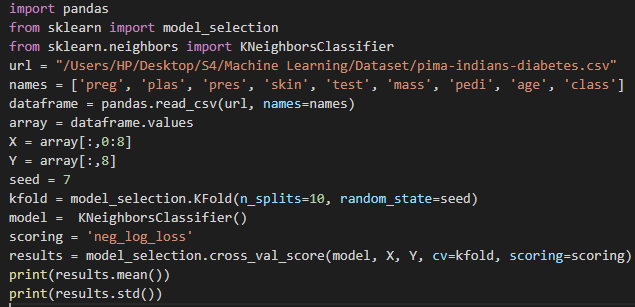 import pandas
from sklearn import model_selection
from sklearn.neighbors import KNeighborsClassifier
url = "/Users/HP/Desktop/S4/Machine Learning/Dataset/pima-indians-diabetes.csv"
names = ['preg', 'plas', 'pres', 'skin', 'test', 'mass', 'pedi', 'age', 'class']
dataframe = pandas.read_csv(url, names=names)
array = dataframe.values
X = array[:,0:8]
Y = array[:,8]
seed = 7
kfold = model_selection.KFold(n_splits=10, random_state=seed)
model =  KNeighborsClassifier()
scoring = 'neg_log_loss'
results = model_selection.cross_val_score(model, X, Y, cv=kfold, scoring=scoring)
print(results.mean())
print(results.std())